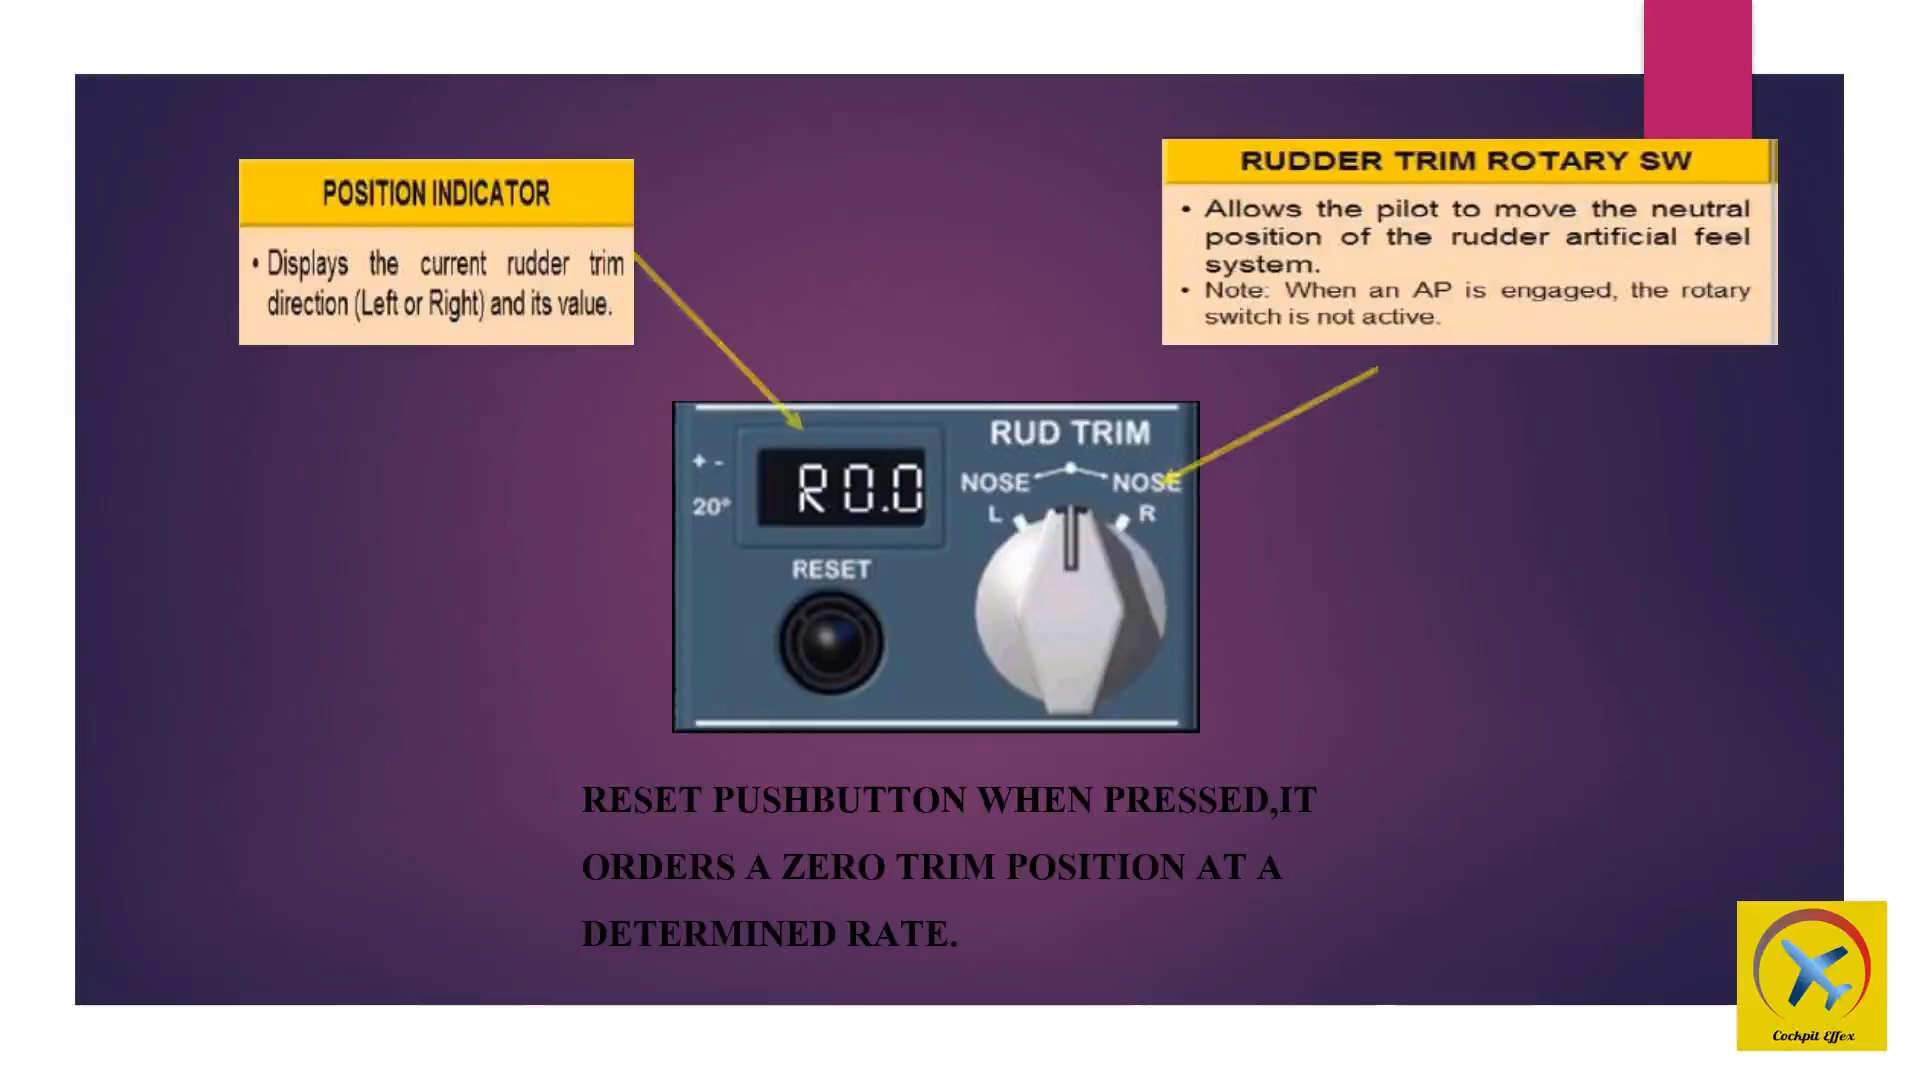 POSITION INDICATOR
• Displays the current rudder trim
direction (Left or Right) and its value.
RUDDER TRIM ROTARY SW
• Allows the pilot to move the neutral
position of the rudder artificial feel
system.
• Note: When an AP is engaged, the rotary
switch is not active.
RUD TRIM
+ -
20°
R 0.0
NOSE
NOSE
L
R
RESET
RESET PUSHBUTTON WHEN PRESSED,IT
ORDERS A ZERO TRIM POSITION AT A
DETERMINED RATE.
Cockpit Effex